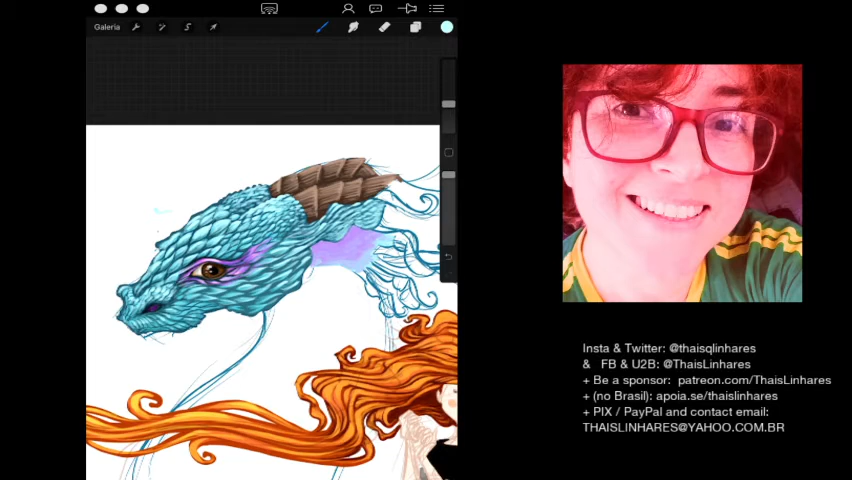 Galeria
Insta & Twitter: @thaisqlinhares
& FB & U2B: @ThaisLinhares
+ Be a sponsor: patreon.com/ThaisLinhares
+ (no Brasil): apoia.se/thaislinhares
+ PIX / PayPal and contact email:
THAISLINHARES@YAHOO.COM.BR